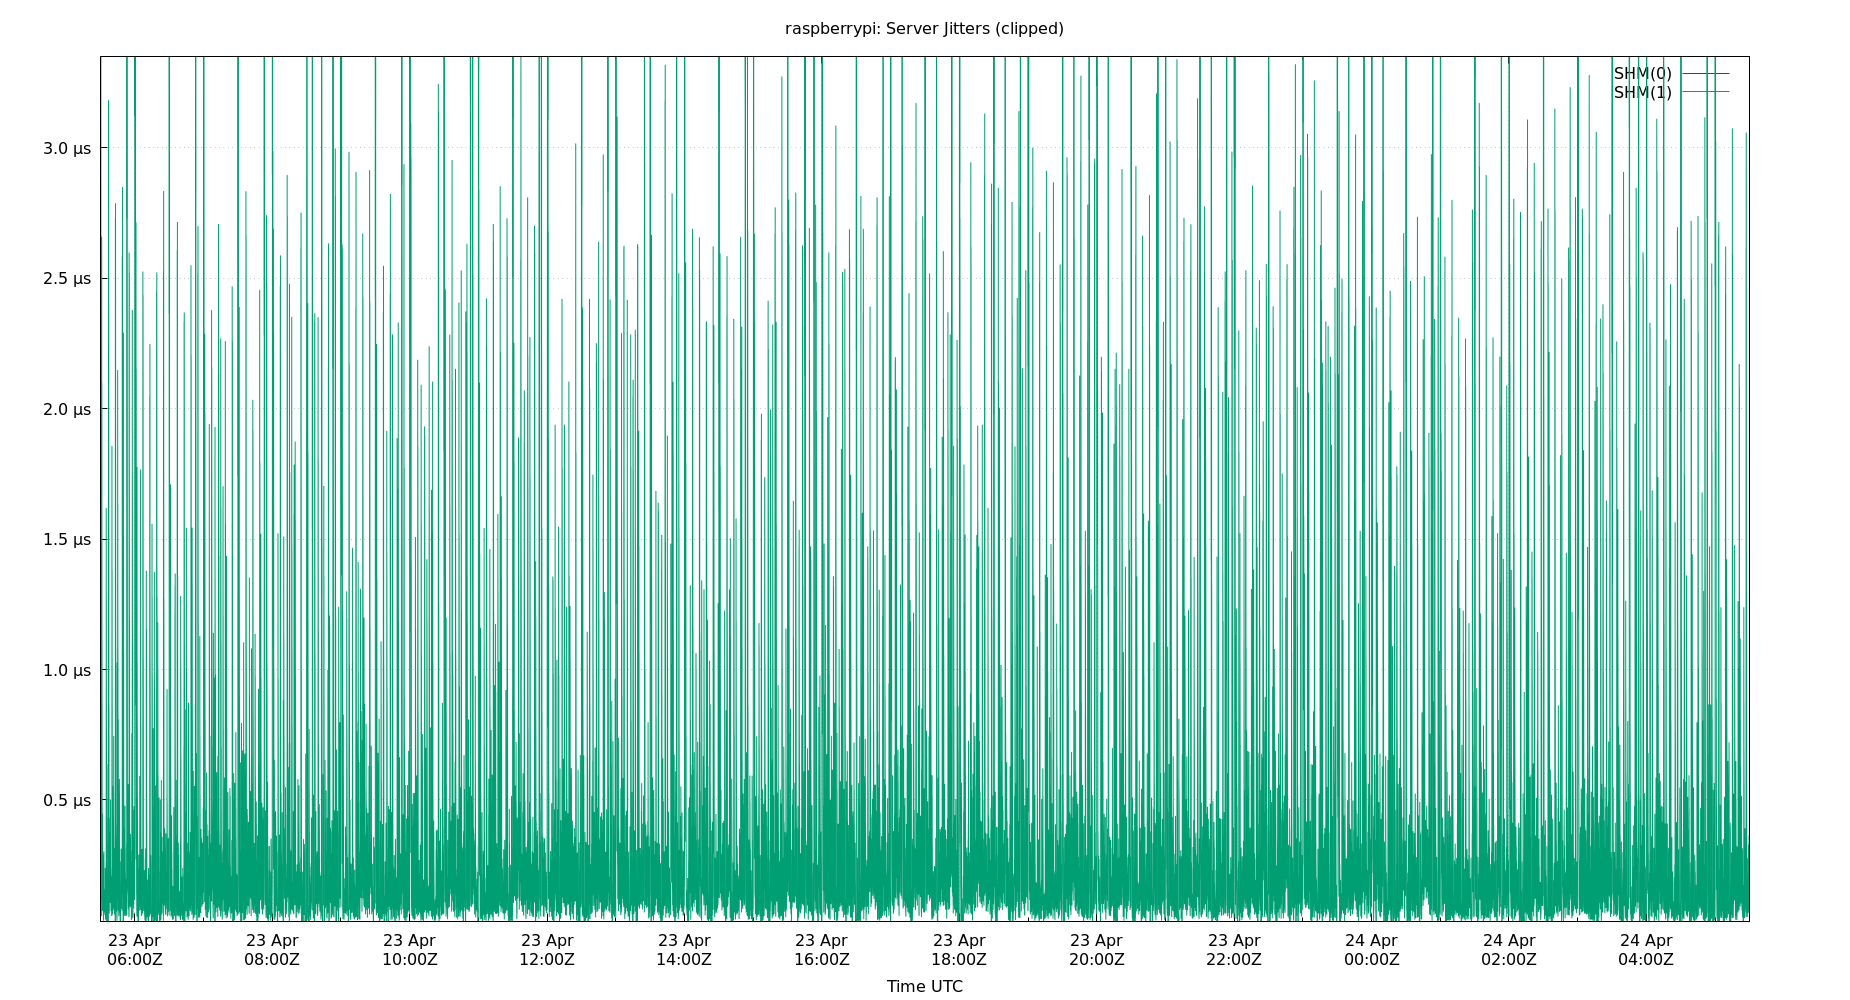 raspberrypi: Server Jitters (clipped)
SHM(0)
SHM(1)
3.0 µs
2.5 µs
2.0 µs
1.5 µs
1.0 µs
0.5 µs
23 Apr 23 Apr 23 Apr 23 Apr 23 Apr 23 Apr 23 Apr 23 Apr 23 Apr 24 Apr 24 Apr 24 Apr
06:00Z 08:00Z 10:00Z 12:00Z 14:00Z 16:00Z 18:00Z 20:00Z 22:00Z 00:00Z 02:00Z 04:00Z
Time UTC